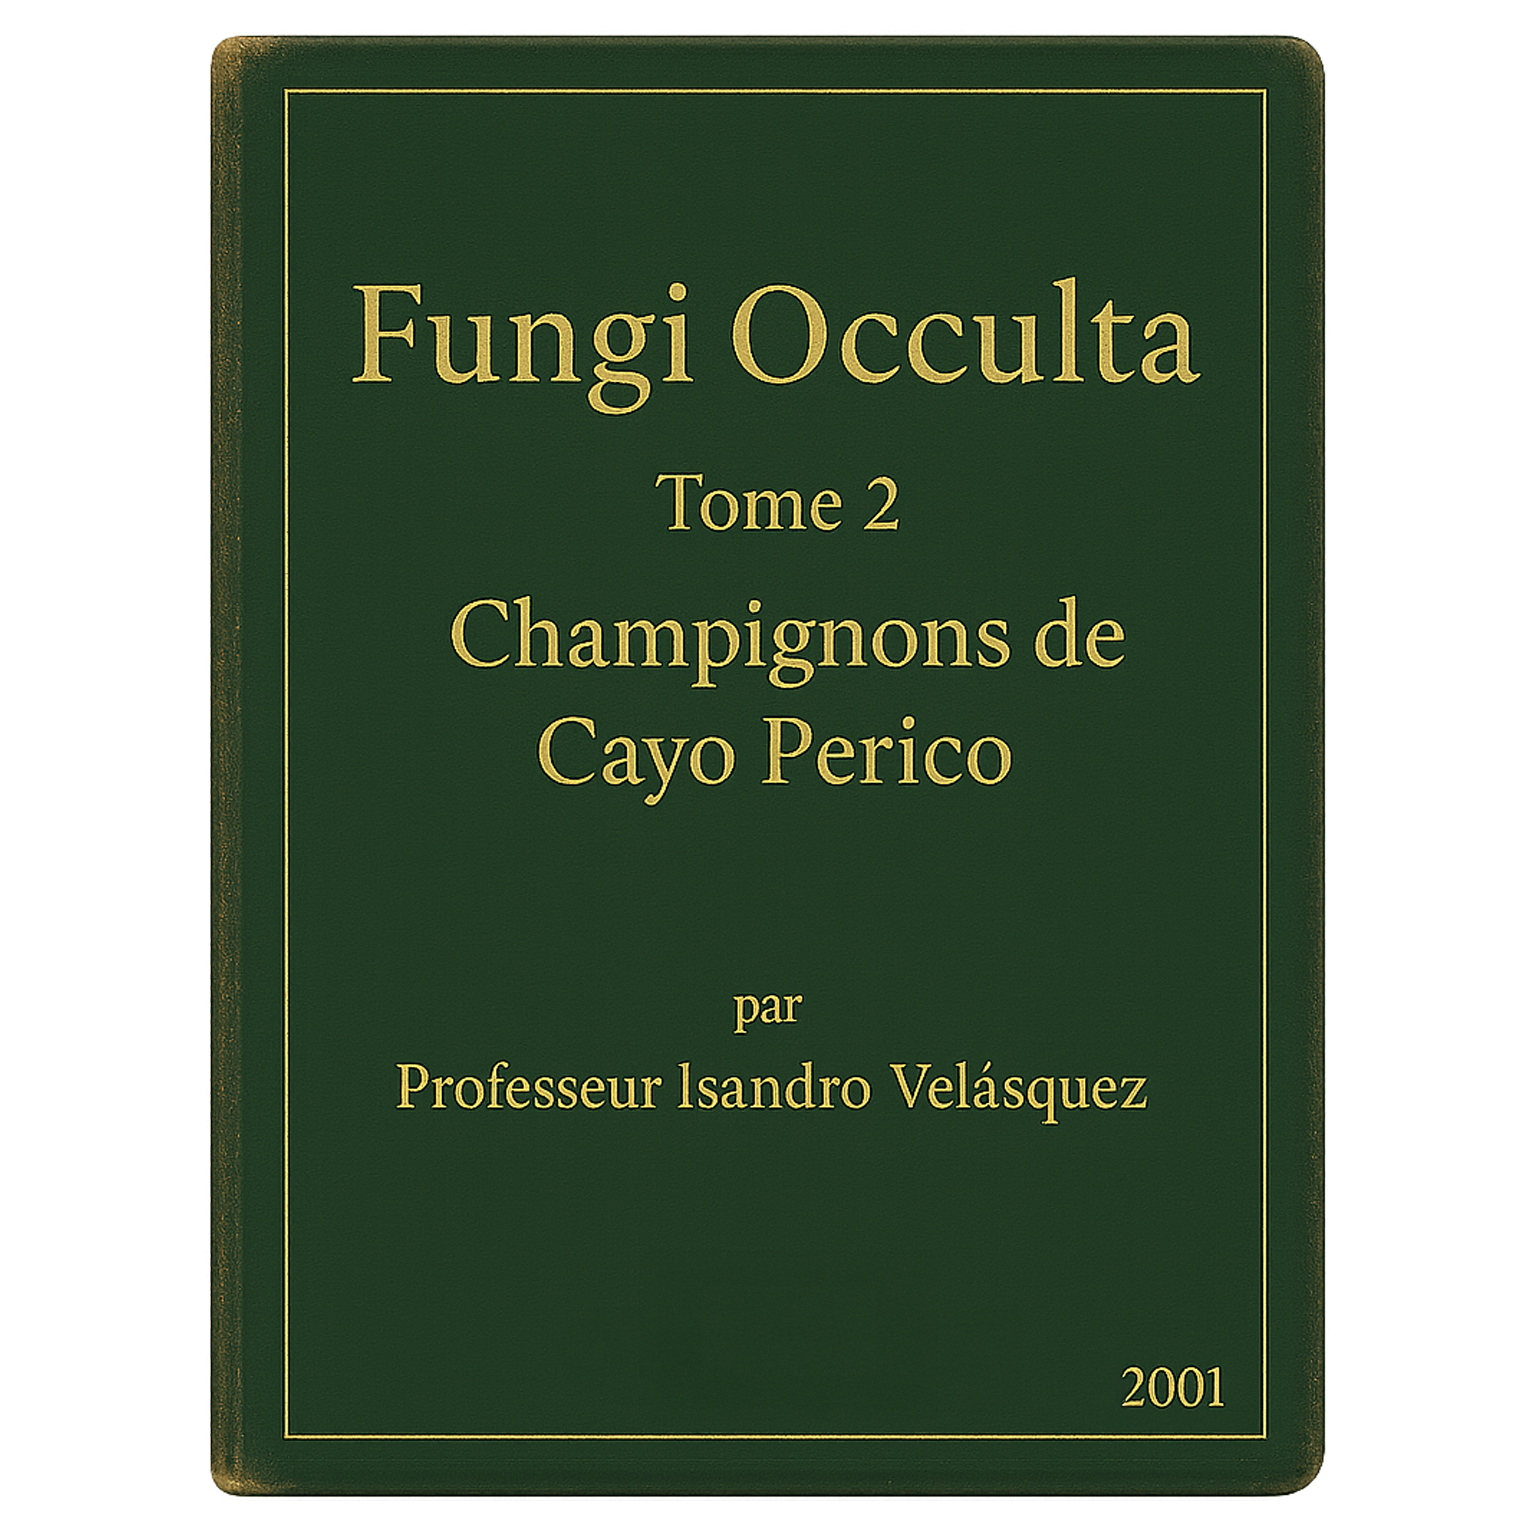 Fungi Occulta
Tome 2
Champignons de
Cayo Perico
par
Professeur Isandro Velásquez
2001